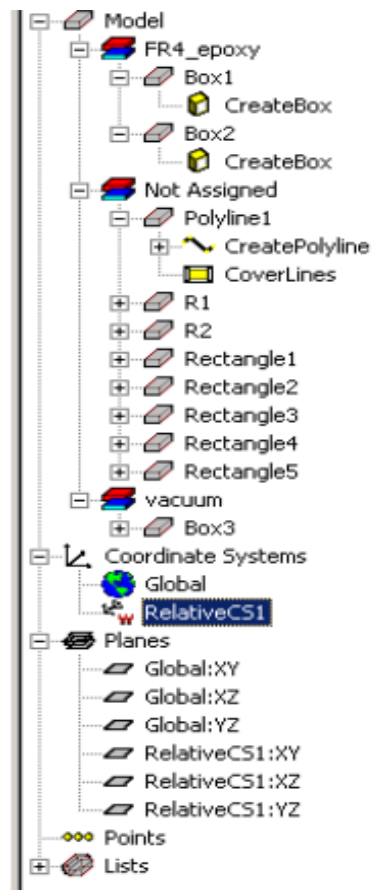 Model
FR4_epoxy
Box1
CreateBox
Box2
CreateBox
Not Assigned
Polyline1
CreatePolyline
CoverLines
R1
R2
Rectangle1
Rectangle2
Rectangle3
Rectangle4
Rectangle5
vacuum
Box3
Coordinate Systems
Global
W RelativeCS1
Planes
Global:XY
Global:XZ
Global:YZ
RelativeCS1:XY
RelativeCS1:XZ
RelativeCS1:YZ
Points
Lists